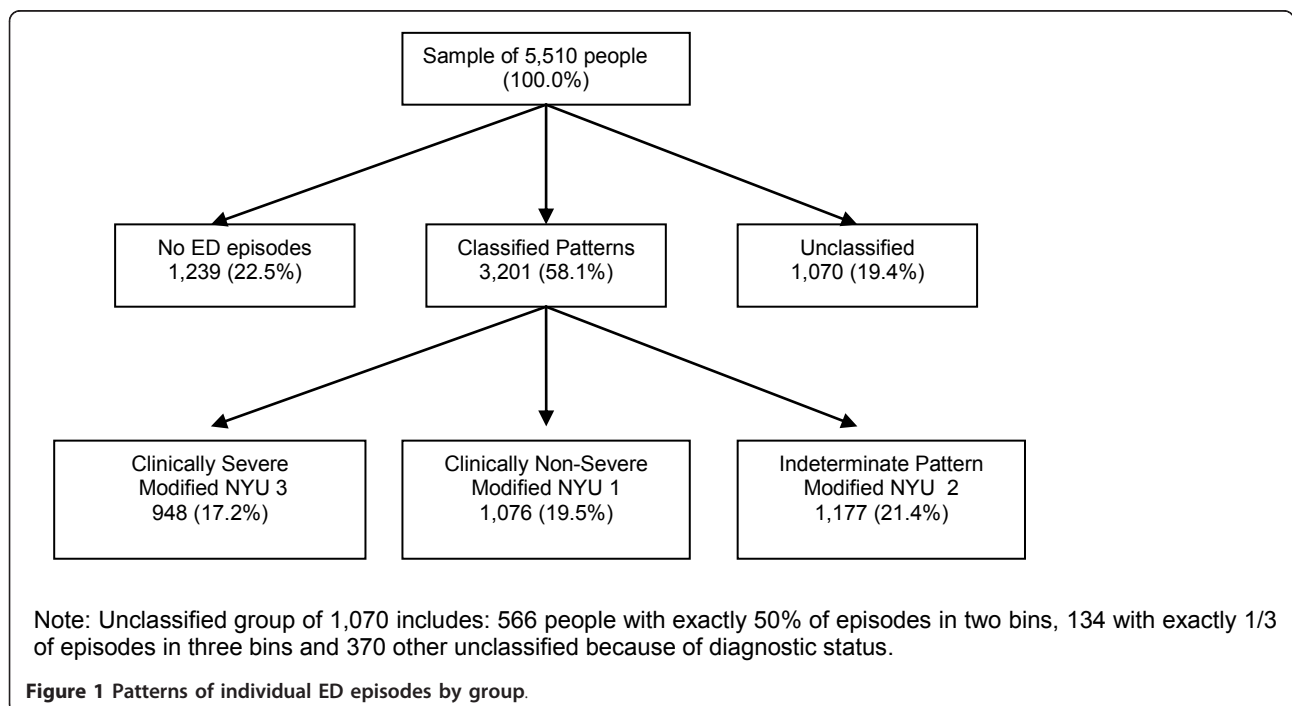 Sample of 5,510 people
(100.0%)
No ED episodes
1,239 (22.5%)
Classified Patterns
3,201 (58.1%)
Unclassified
1,070 (19.4%)
Clinically Severe
Modified NYU 3
948 (17.2%)
Clinically Non-Severe
Modified NYU 1
1,076 (19.5%)
Indeterminate Pattern
Modified NYU 2
1,177 (21.4%)
Note: Unclassified group of 1,070 includes: 566 people with exactly 50% of episodes in two bins, 134 with exactly 1/3
of episodes in three bins and 370 other unclassified because of diagnostic status.
Figure 1 Patterns of individual ED episodes by group.